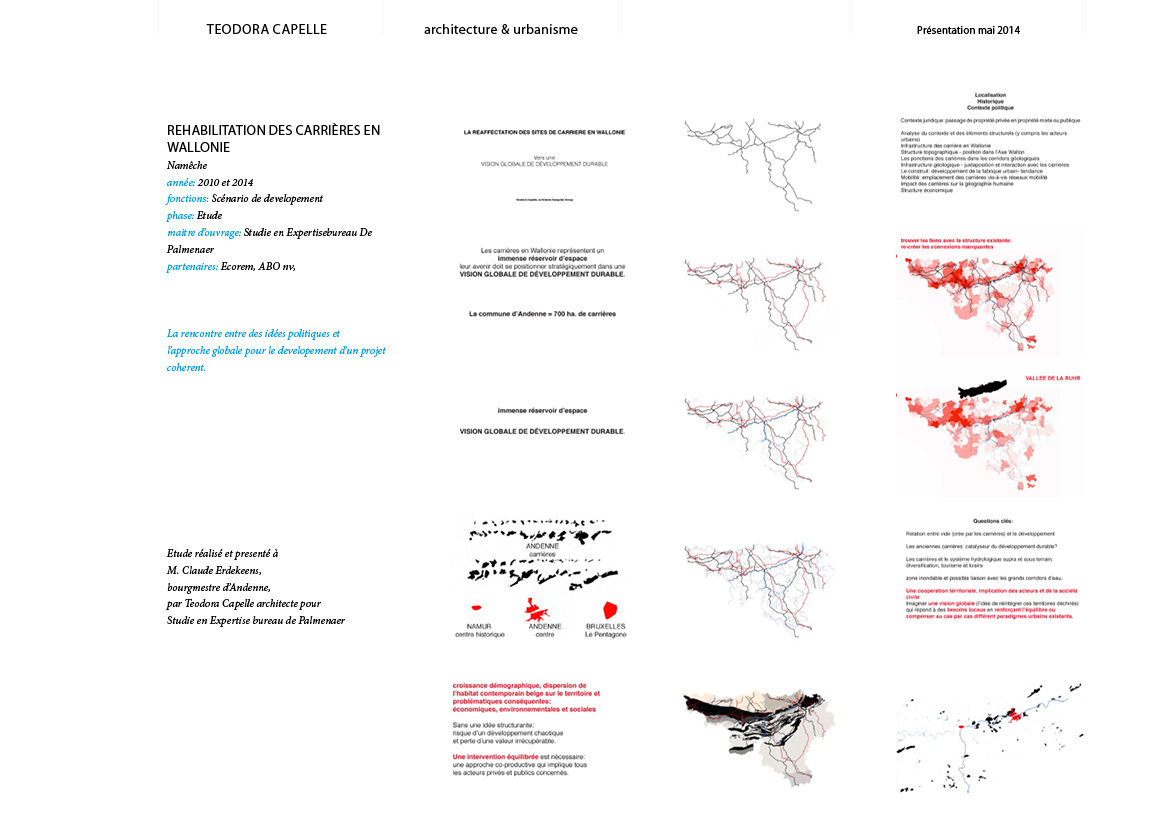 TEODORA CAPELLE
architecture & urbanisme
Présentation mai 2014
REHABILITATION DES CARRIÈRES EN
WALLONIE
Namêche
année: 2010 et 2014
fonctions: Scénario de developement
phase: Etude
maitre d'ouvrage: Studie en Expertisebureau De
Palmenaer
partenaires: Ecorem, ABO nv,
La rencontre entre des idées politiques et
l'approche globale pour le developement d'un projet
coherent.
Etude réalisé et presenté à
M. Claude Erdekeens,
bourgmestre d'Andenne,
par Teodora Capelle architecte pour
Studie en Expertise bureau de Palmenaer
LA REAFFECTATION DES SITES DE CARRIERE EN WALLONIE
Vers une
VISION GLOBALE DE DÉVELOPPEMENT DURABLE
Les carrières en Wallonie représentent un
immense réservoir d'espace
leur avenir doit se positionner stratégiquement dans une
VISION GLOBALE DE DÉVELOPPEMENT DURABLE.
La commune d'Andenne = 700 ha. de carrières
immense réservoir d'espace
VISION GLOBALE DE DÉVELOPPEMENT DURABLE.
ANDENNE
carrières
NAMUR
centre historique
ANDENNE
centre
BRUXELLES
Le Pentagone
croissance démographique, dispersion de
l'habitat contemporain belge sur le territoire et
problématiques conséquentes:
économiques, environnementales et sociales
Sans une idée structurante:
risque d'un développement chaotique
et perte d'une valeur irrécupérable.
Une intervention équilibrée est nécessaire:
une approche co-productive qui implique tous
les acteurs privés et publics concernés.
Localisation
Historique
Contexte politique
Contexte juridique: passage de propriété privée en propriété mixte ou publique
Analyse du contexte et des éléments structurels (y compris les acteurs
urbains)
Infrastructure des carrière en Wallonie
Structure topographique - position dans l'Axe Wallon
Les ponctions des carrières dans les corridors géologiques
Infrastructure géologique - juxtaposition et interaction avec les carrières
Le construit: développement de la fabrique urbain- tendance
Mobilité: emplacement des carrières vis-à-vis réseaux mobilité
Impact des carrières sur la géographie humaine
Structure économique
trouver les liens avec la structure existante:
re-créer les connexions manquantes
VALLEE DE LA RUHR
Questions clés:
Relation entre vide (crée par les carrières) et le développement
Les anciennes carrières: catalyseur du développement durable?
Les carrières et le système hydrologique supra et sous terrain,
diversification; tourisme et loisirs
zone inondable et possible liaison avec les grands corridors d'eau.
Une cooperation térritoriale, implication des acteurs et de la société
civile
Imaginer une vision globale (l'idée de réintégrer ces territoires déchirés)
qui répond à des besoins locaux en renforçant l'équilibre ou
compenser au cas par cas différent paradigmes urbains existants.